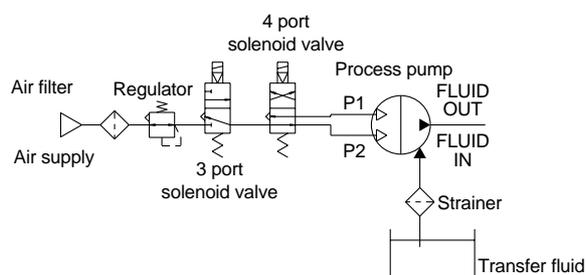 4 port
solenoid valve
Process pump
Air filter
Regulator
P1
FLUID
OUT
Air supply
P2
FLUID
IN
3 port
solenoid valve
Strainer
Transfer fluid